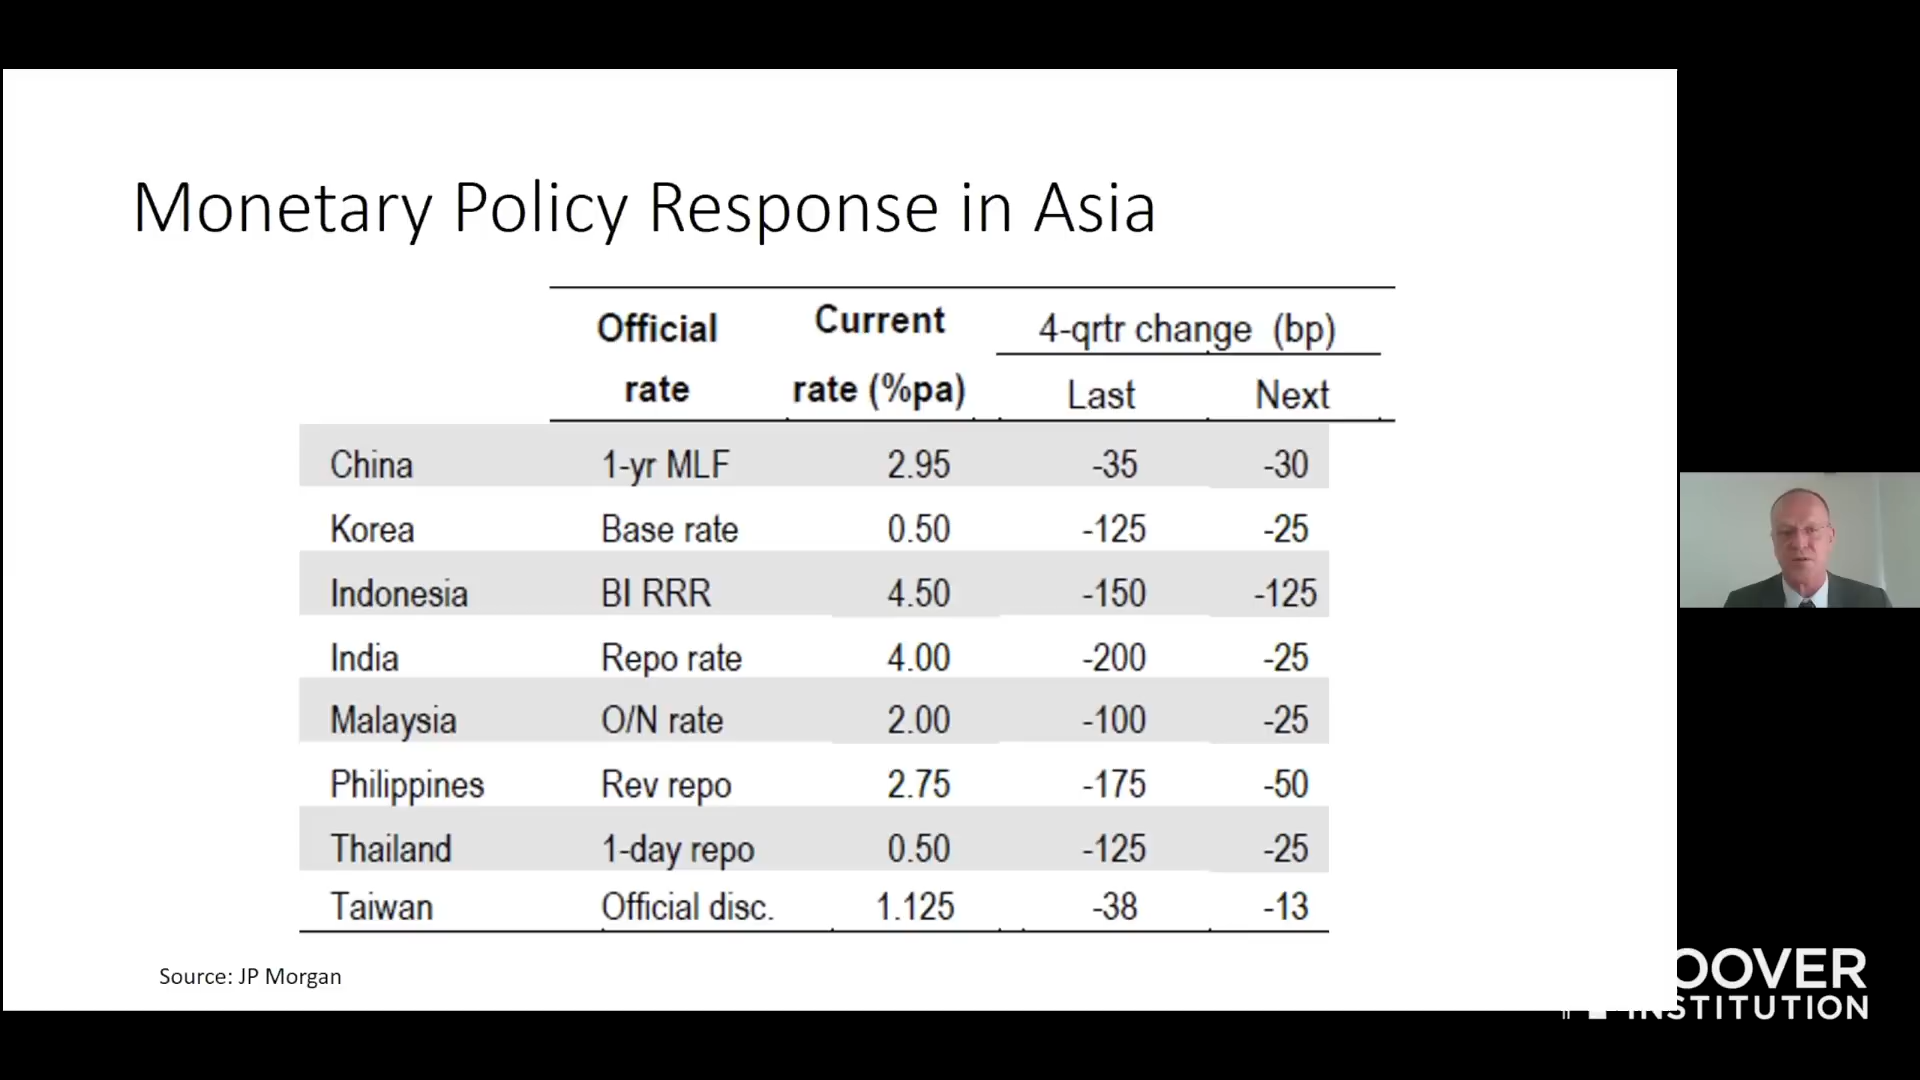 Monetary Policy Response in Asia
Official rate Current rate (%pa) 4-qrtr change (bp)
Last Next
China 1-yr MLF 2.95 -35 -30
Korea Base rate 0.50 -125 -25
Indonesia BI RRR 4.50 -150 -125
India Repo rate 4.00 -200 -25
Malaysia O/N rate 2.00 -100 -25
Philippines Rev repo 2.75 -175 -50
Thailand 1-day repo 0.50 -125 -25
Taiwan Official disc. 1.125 -38 -13
Source: JP Morgan
OOVER
INSTITUTION